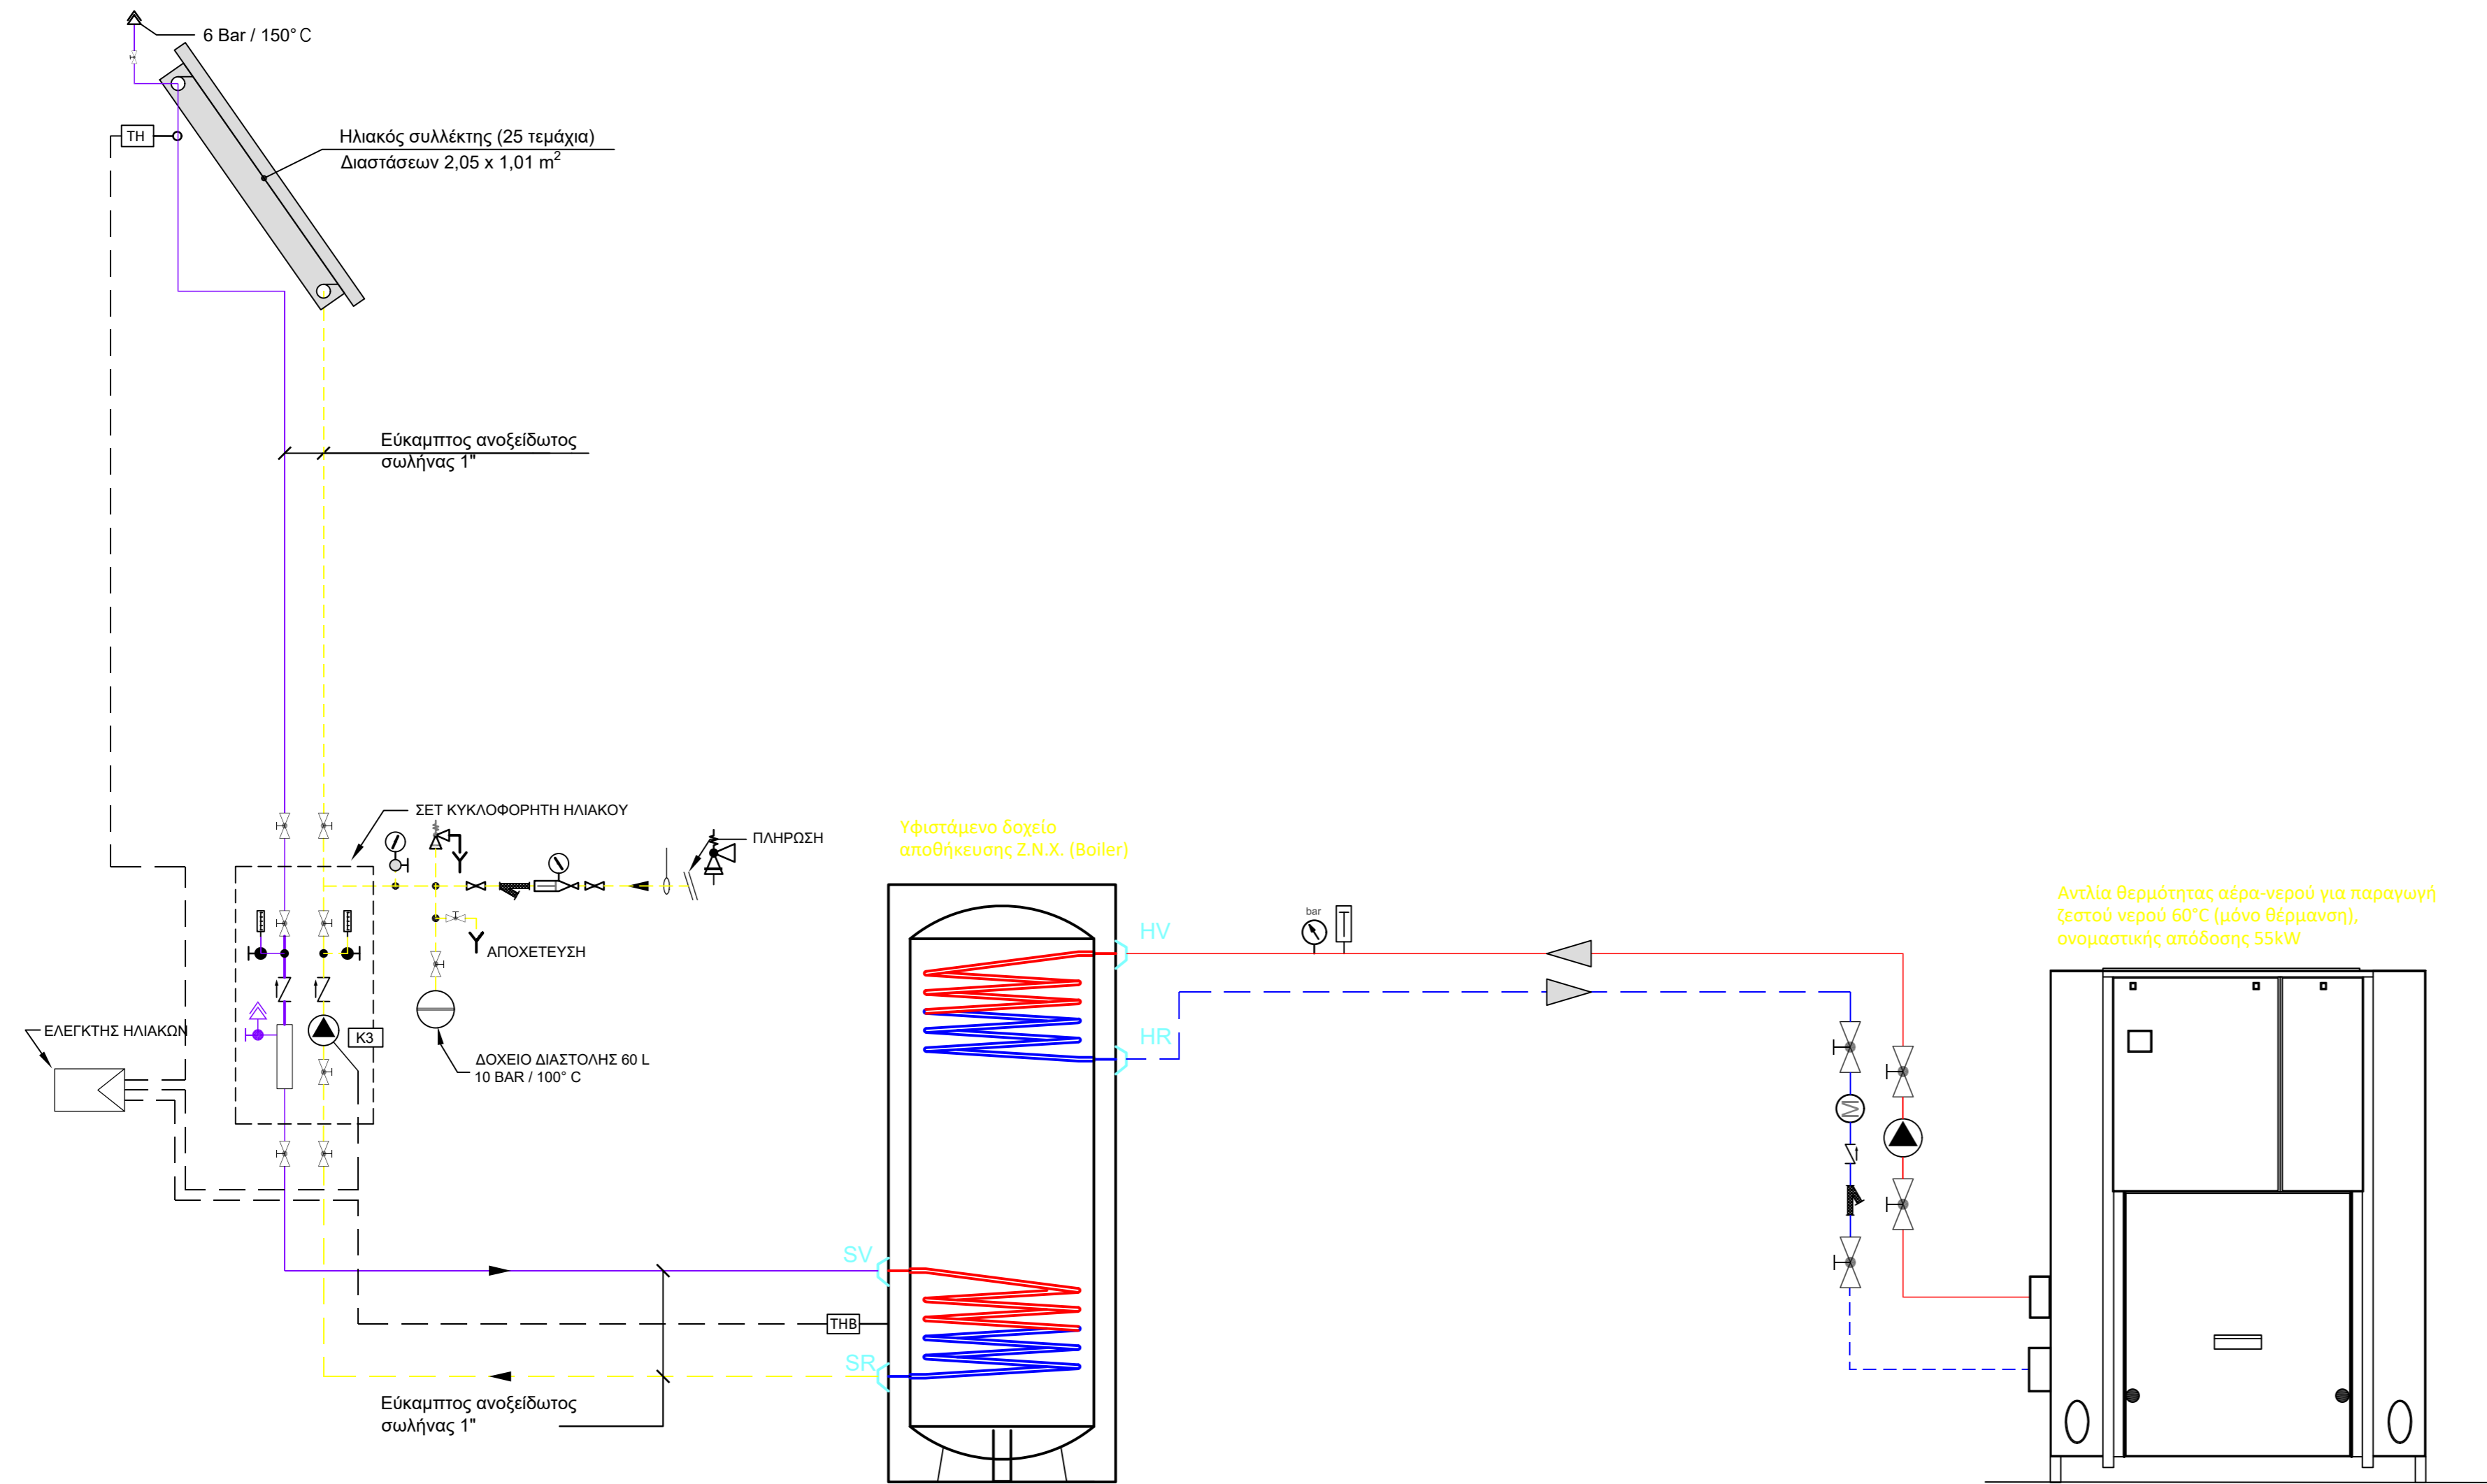 6 Bar / 150° C
TH
Ηλιακός συλλέκτης (25 τεμάχια)
Διαστάσεων 2,05 x 1,01 m²
Εύκαμπτος ανοξείδωτος
σωλήνας 1"
ΣΕΤ ΚΥΚΛΟΦΟΡΗΤΗ ΗΛΙΑΚΟΥ
ΠΛΗΡΩΣΗ
Υφιστάμενο δοχείο
αποθήκευσης Ζ.Ν.Χ. (Boiler)
Αντλία θερμότητας αέρα-νερού για παραγωγή
ζεστού νερού 60°C (μόνο θέρμανση),
ονομαστικής απόδοσης 55kW
bar
T
HV
ΑΠΟΧΕΤΕΥΣΗ
ΕΛΕΓΚΤΗΣ ΗΛΙΑΚΩΝ
K3
HR
ΔΟΧΕΙΟ ΔΙΑΣΤΟΛΗΣ 60 L
10 BAR / 100° C
M
SV
THB
SR
Εύκαμπτος ανοξείδωτος
σωλήνας 1"